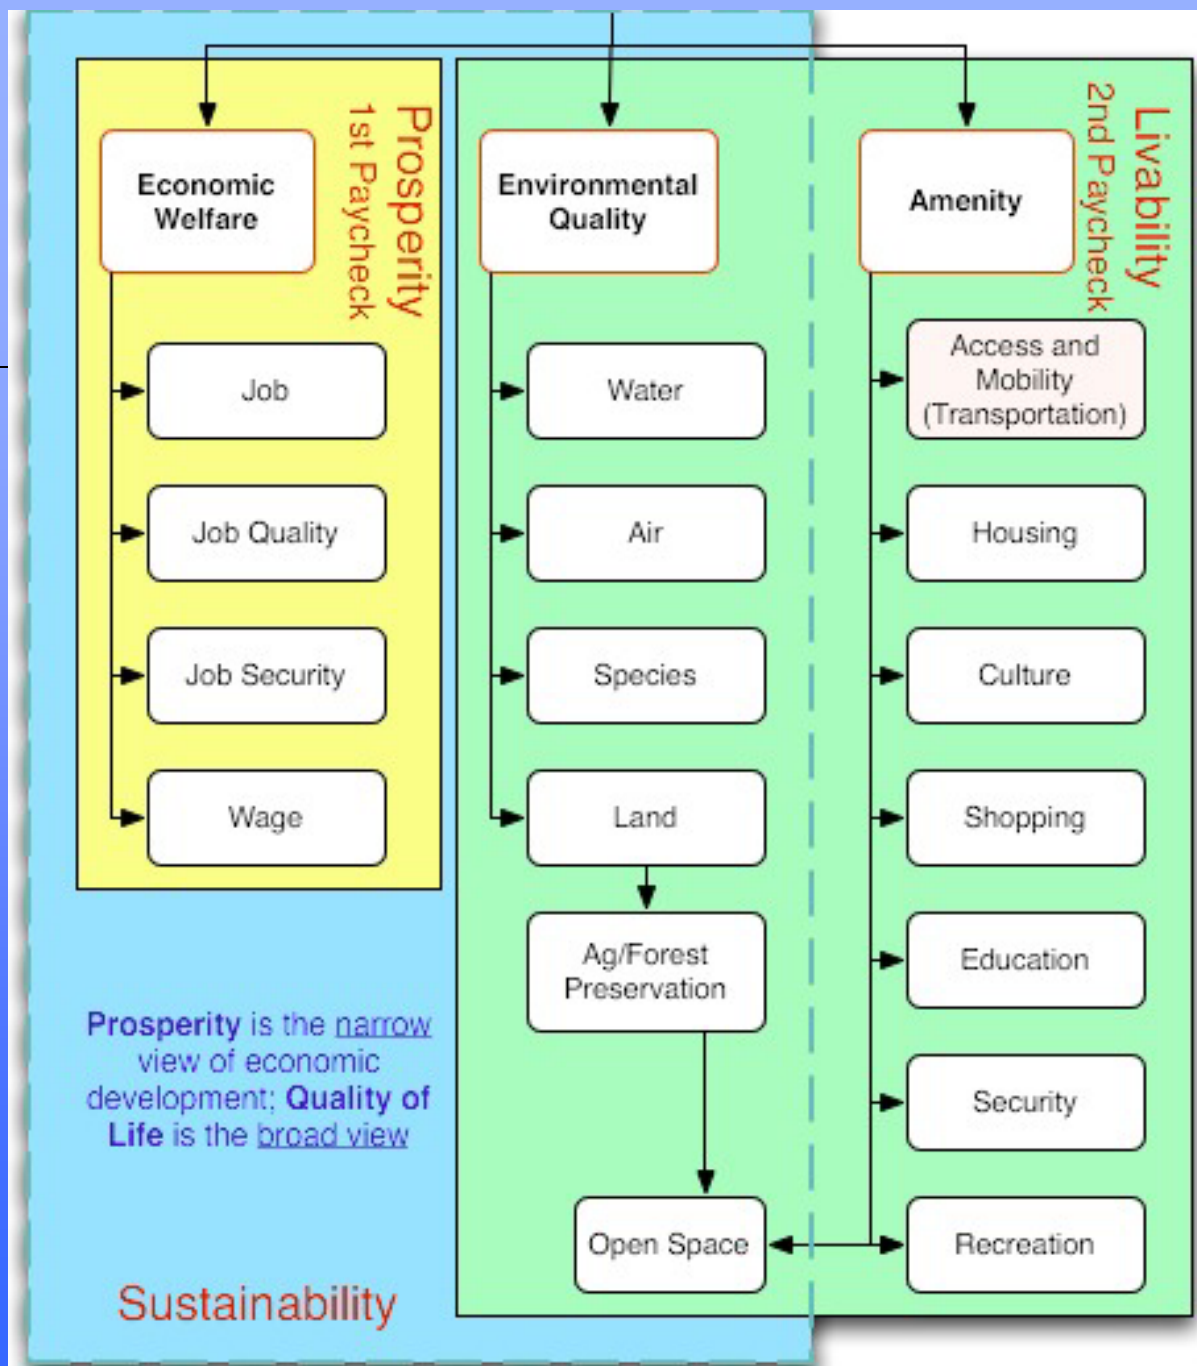 Prosperity
1st Paycheck
Economic
Welfare
Job
Job Quality
Job Security
Wage
Prosperity is the narrow
view of economic
development; Quality of
Life is the broad view
Sustainability
Livability
2nd Paycheck
Environmental
Quality
Water
Air
Species
Land
Ag/Forest
Preservation
Open Space
Amenity
Access and
Mobility
(Transportation)
Housing
Culture
Shopping
Education
Security
Recreation